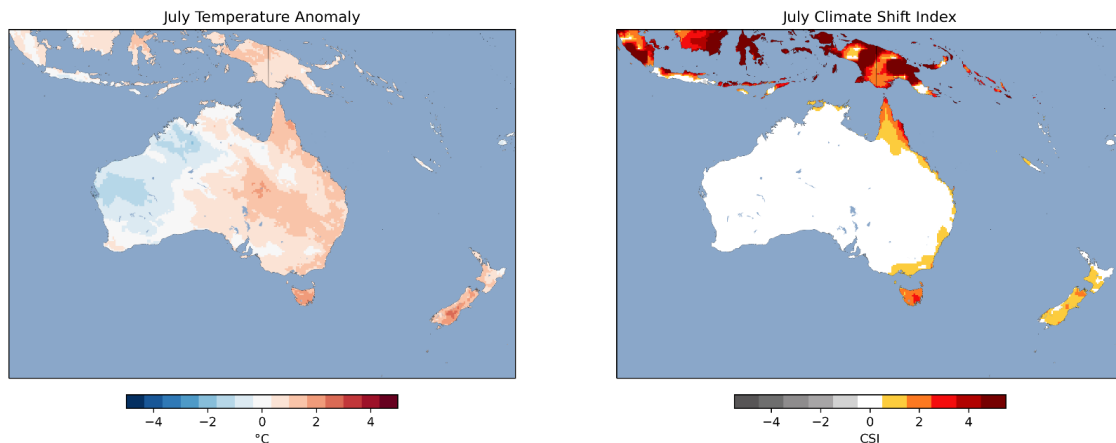 July Temperature Anomaly
−4 −2 0 2 4
°C
July Climate Shift Index
−4 −2 0 2 4
CSI